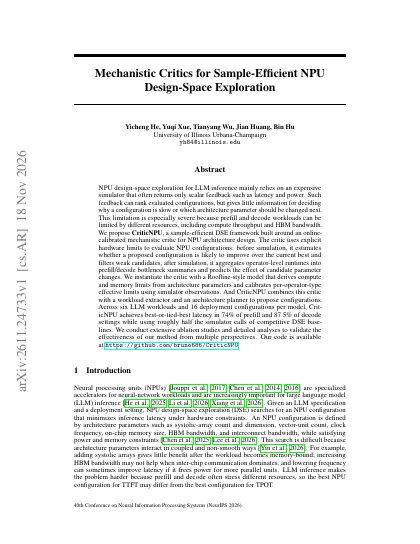 Mechanistic Critics for Sample-Efficient NPU
Design-Space Exploration
Yicheng He, Yuqi Xue, Tianyang Wu, Jian Huang, Bin Hu
University of Illinois Urbana-Champaign
yh84@illinois.edu
Abstract
NPU design-space exploration for LLM inference mainly relies on an expensive
simulator that often returns only scalar feedback such as latency and power. Such
feedback can rank evaluated configurations, but gives little information for deciding
why a configuration is slow or which architecture parameter should be changed next.
This limitation is especially severe because prefill and decode workloads can be
limited by different resources, including compute throughput and HBM bandwidth.
We propose CriticNPU, a sample-efficient DSE framework built around an online-
calibrated mechanistic critic for NPU architecture design. The critic uses explicit
hardware limits to evaluate NPU configurations: before simulation, it estimates
whether a proposed configuration is likely to improve over the current best and
filters weak candidates; after simulation, it aggregates operator-level runtimes into
prefill/decode bottleneck summaries and predicts the effect of candidate parameter
changes. We instantiate the critic with a Roofline-style model that derives compute
and memory limits from architecture parameters and calibrates per-operator-type
effective limits using simulator observations. And CriticNPU combines this critic
with a workload extractor and an architecture planner to propose configurations.
Across six LLM workloads and 16 deployment configurations per model, Crit-
icNPU achieves best-or-tied-best latency in 74% of prefill and 87.5% of decode
settings while using roughly half the simulator calls of competitive DSE base-
lines. We conduct extensive ablation studies and detailed analyses to validate the
effectiveness of our method from multiple perspectives. Our code is available
at https://github.com/bruno686/CriticNPU
1 Introduction
Neural processing units (NPUs) [Jouppi et al., 2017, Chen et al., 2014, 2016] are specialized
accelerators for neural-network workloads and are increasingly important for large language model
(LLM) inference [He et al., 2025, Li et al., 2026, Xiang et al., 2026]. Given an LLM specification
and a deployment setting, NPU design-space exploration (DSE) searches for an NPU configuration
that minimizes inference latency under hardware constraints. An NPU configuration is defined
by architecture parameters such as systolic-array count and dimension, vector-unit count, clock
frequency, on-chip memory size, HBM bandwidth, and interconnect bandwidth, while satisfying
power and memory constraints [Chen et al., 2025, Lee et al., 2026]. This search is difficult because
architecture parameters interact in coupled and non-smooth ways [Yin et al., 2026]. For example,
adding systolic arrays gives little benefit after the workload becomes memory-bound; increasing
HBM bandwidth may not help when inter-chip communication dominates; and lowering frequency
can sometimes improve latency if it frees power for more parallel units. LLM inference makes
the problem harder because prefill and decode often stress different resources, so the best NPU
configuration for TTFT may differ from the best configuration for TPOT.
40th Conference on Neural Information Processing Systems (NeurIPS 2026)
arXiv:2611.24733v1 [cs.AR] 18 Nov 2026